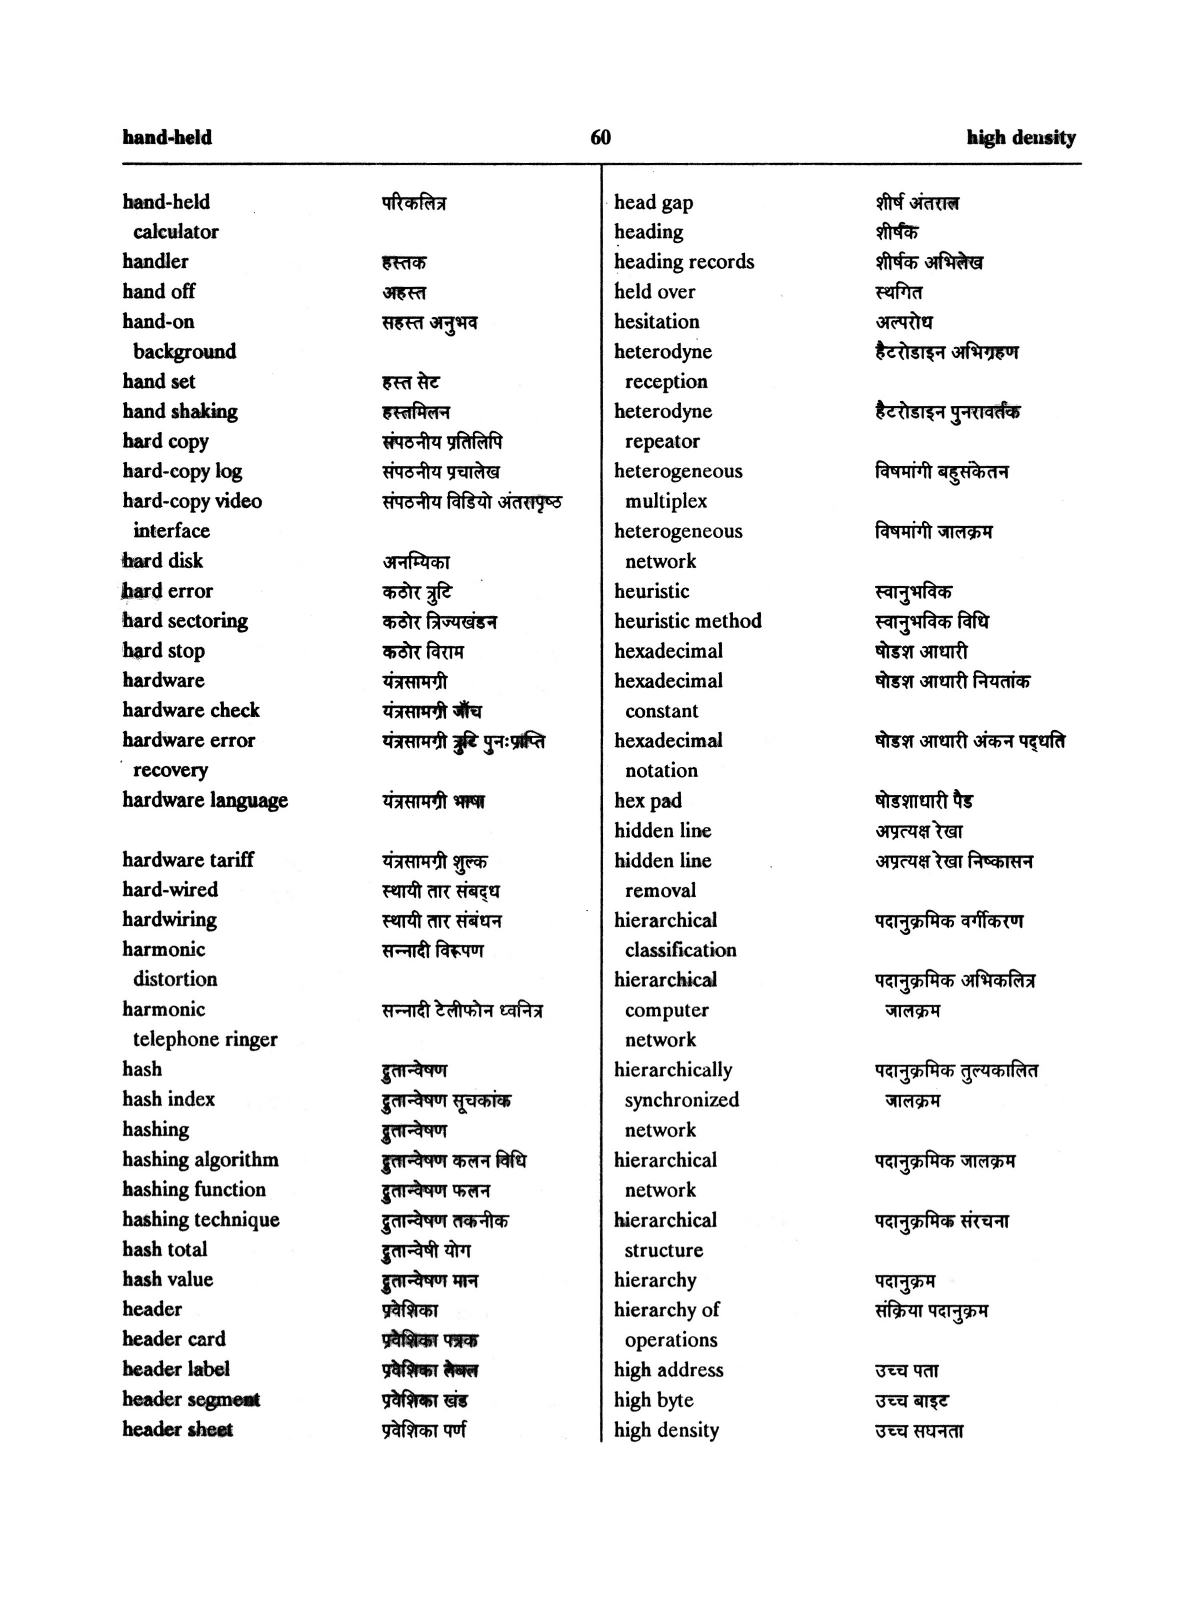 hand-held 60 high density
hand-held परिकलित्र
calculator
handler हस्तक
hand off अहस्त
hand-on सहस्त अनुभव
background
hand set हस्त सेट
hand shaking हस्तमिलन
hard copy संपठनीय प्रतिलिपि
hard-copy log संपठनीय प्रचालेख
hard-copy video संपठनीय विडियो अंतरापृष्ठ
interface
hard disk अनम्यिका
hard error कठोर त्रुटि
hard sectoring कठोर त्रिज्यखंडन
hard stop कठोर विराम
hardware यंत्रसामग्री
hardware check यंत्रसामग्री जाँच
hardware error यंत्रसामग्री त्रुटि पुनःप्राप्ति
recovery
hardware language यंत्रसामग्री भाषा
hardware tariff यंत्रसामग्री शुल्क
hard-wired स्थायी तार संबद्ध
hardwiring स्थायी तार संबंधन
harmonic सन्नादी विरूपण
distortion
harmonic सन्नादी टेलीफोन ध्वनित्र
telephone ringer
hash द्रुतान्वेषण
hash index द्रुतान्वेषण सूचकांक
hashing द्रुतान्वेषण
hashing algorithm द्रुतान्वेषण कलन विधि
hashing function द्रुतान्वेषण फलन
hashing technique द्रुतान्वेषण तकनीक
hash total द्रुतान्वेषी योग
hash value द्रुतान्वेषण मान
header प्रवेशिका
header card प्रवेशिका पत्रक
header label प्रवेशिका लेबल
header segment प्रवेशिका खंड
header sheet प्रवेशिका पर्ण
head gap शीर्ष अंतराल
heading शीर्षक
heading records शीर्षक अभिलेख
held over स्थगित
hesitation अल्परोध
heterodyne हैटरोडाइन अभिग्रहण
reception
heterodyne हैटरोडाइन पुनरावर्तक
repeator
heterogeneous विषमांगी बहुसंकेतन
multiplex
heterogeneous विषमांगी जालक्रम
network
heuristic स्वानुभविक
heuristic method स्वानुभविक विधि
hexadecimal षोडश आधारी
hexadecimal षोडश आधारी नियतांक
constant
hexadecimal षोडश आधारी अंकन पद्धति
notation
hex pad षोडशाधारी पैड
hidden line अप्रत्यक्ष रेखा
hidden line अप्रत्यक्ष रेखा निष्कासन
removal
hierarchical पदानुक्रमिक वर्गीकरण
classification
hierarchical पदानुक्रमिक अभिकलित्र
computer जालक्रम
network
hierarchically पदानुक्रमिक तुल्यकालित
synchronized जालक्रम
network
hierarchical पदानुक्रमिक जालक्रम
network
hierarchical पदानुक्रमिक संरचना
structure
hierarchy पदानुक्रम
hierarchy of संक्रिया पदानुक्रम
operations
high address उच्च पता
high byte उच्च बाइट
high density उच्च सघनता